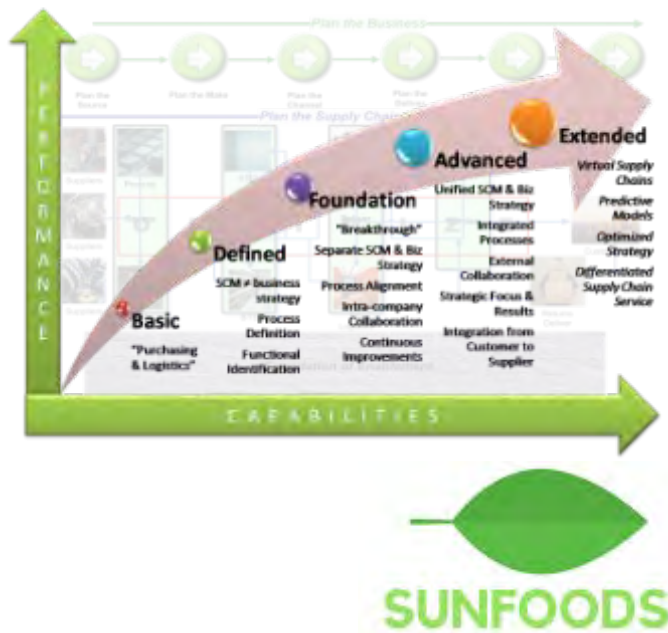 Plan the Business
Plan the Make
Plan the Supply Chain
PERFORMANCE
Basic
"Purchasing
& Logistics"
Defined
SCM ≠ business
strategy
Process
Definition
Functional
Identification
Foundation
"Breakthrough"
Separate SCM & Biz
Strategy
Process Alignment
Intra-company
Collaboration
Continuous
Improvements
Advanced
Unified SCM & Biz
Strategy
Integrated
Processes
External
Collaboration
Strategic Focus &
Results
Integration from
Customer to
Supplier
Extended
Virtual Supply
Chains
Predictive
Models
Optimized
Strategy
Differentiated
Supply Chain
Service
CAPABILITIES
SUNFOODS